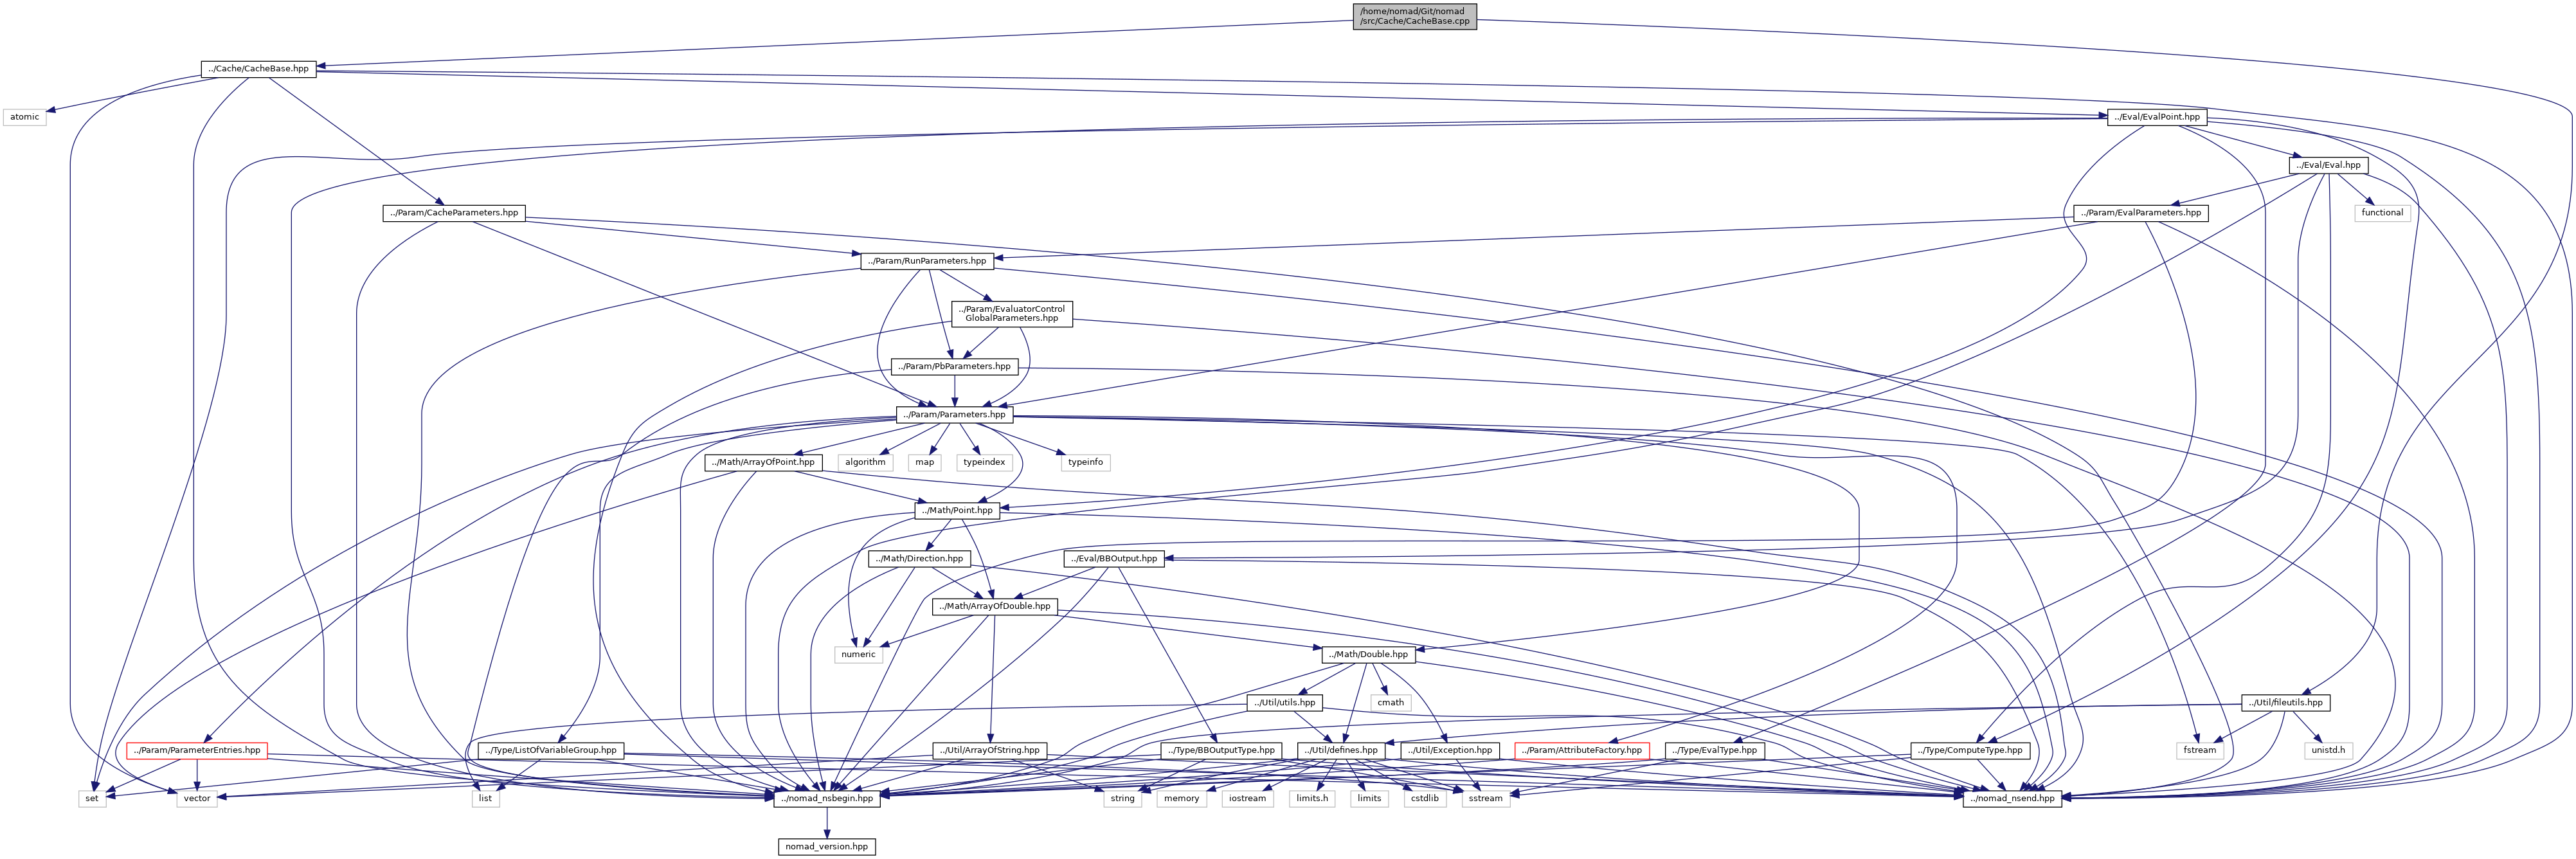 /home/nomad/Git/nomad
/src/Cache/CacheBase.cpp
../Cache/CacheBase.hpp
atomic
../Eval/EvalPoint.hpp
../Eval/Eval.hpp
../Param/CacheParameters.hpp
../Param/EvalParameters.hpp
functional
../Param/RunParameters.hpp
../Param/EvaluatorControl
GlobalParameters.hpp
../Param/PbParameters.hpp
../Param/Parameters.hpp
../Math/ArrayOfPoint.hpp
algorithm
map
typeindex
typeinfo
../Math/Point.hpp
../Math/Direction.hpp
../Eval/BBOutput.hpp
../Math/ArrayOfDouble.hpp
numeric
../Math/Double.hpp
../Util/utils.hpp
cmath
../Util/fileutils.hpp
../Param/ParameterEntries.hpp
../Type/ListOfVariableGroup.hpp
../Util/ArrayOfString.hpp
../Type/BBOutputType.hpp
../Util/defines.hpp
../Util/Exception.hpp
../Param/AttributeFactory.hpp
../Type/EvalType.hpp
../Type/ComputeType.hpp
fstream
unistd.h
set
vector
list
../nomad_nsbegin.hpp
string
memory
iostream
limits.h
limits
cstdlib
sstream
../nomad_nsend.hpp
nomad_version.hpp